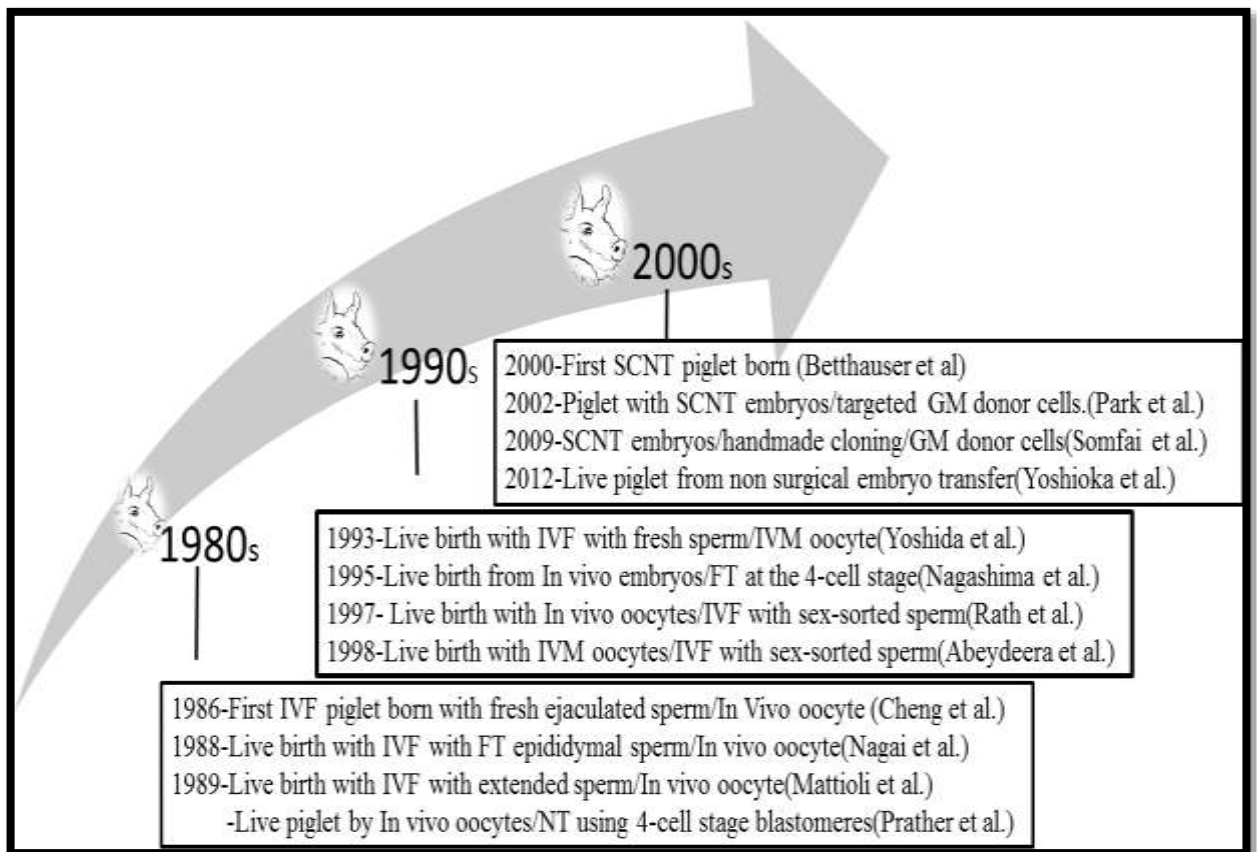 2000s
1990s
1980s
2000-First SCNT piglet born (Betthauser et al)
2002-Piglet with SCNT embryos/targeted GM donor cells.(Park et al.)
2009-SCNT embryos/handmade cloning/GM donor cells(Somfai et al.)
2012-Live piglet from non surgical embryo transfer(Yoshioka et al.)
1993-Live birth with IVF with fresh sperm/IVM oocyte(Yoshida et al.)
1995-Live birth from In vivo embryos/FT at the 4-cell stage(Nagashima et al.)
1997- Live birth with In vivo oocytes/IVF with sex-sorted sperm(Rath et al.)
1998-Live birth with IVM oocytes/IVF with sex-sorted sperm(Abeydeera et al.)
1986-First IVF piglet born with fresh ejaculated sperm/In Vivo oocyte (Cheng et al.)
1988-Live birth with IVF with FT epididymal sperm/In vivo oocyte(Nagai et al.)
1989-Live birth with IVF with extended sperm/In vivo oocyte(Mattioli et al.)
-Live piglet by In vivo oocytes/NT using 4-cell stage blastomeres(Prather et al.)